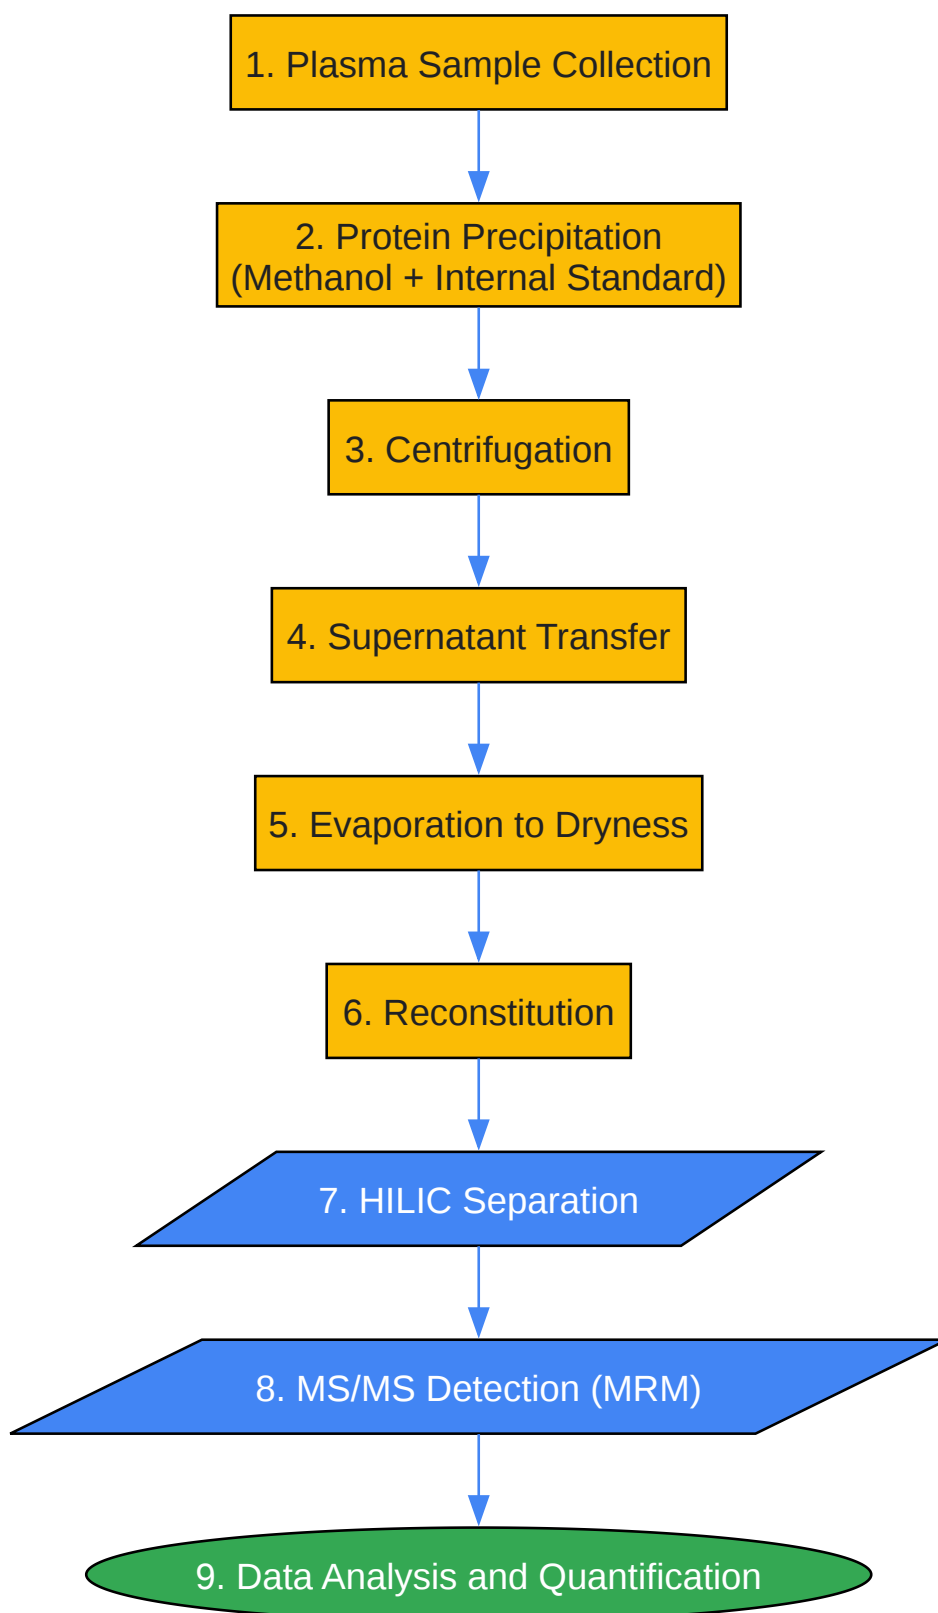 1. Plasma Sample Collection
2. Protein Precipitation
(Methanol + Internal Standard)
3. Centrifugation
4. Supernatant Transfer
5. Evaporation to Dryness
6. Reconstitution
7. HILIC Separation
8. MS/MS Detection (MRM)
9. Data Analysis and Quantification